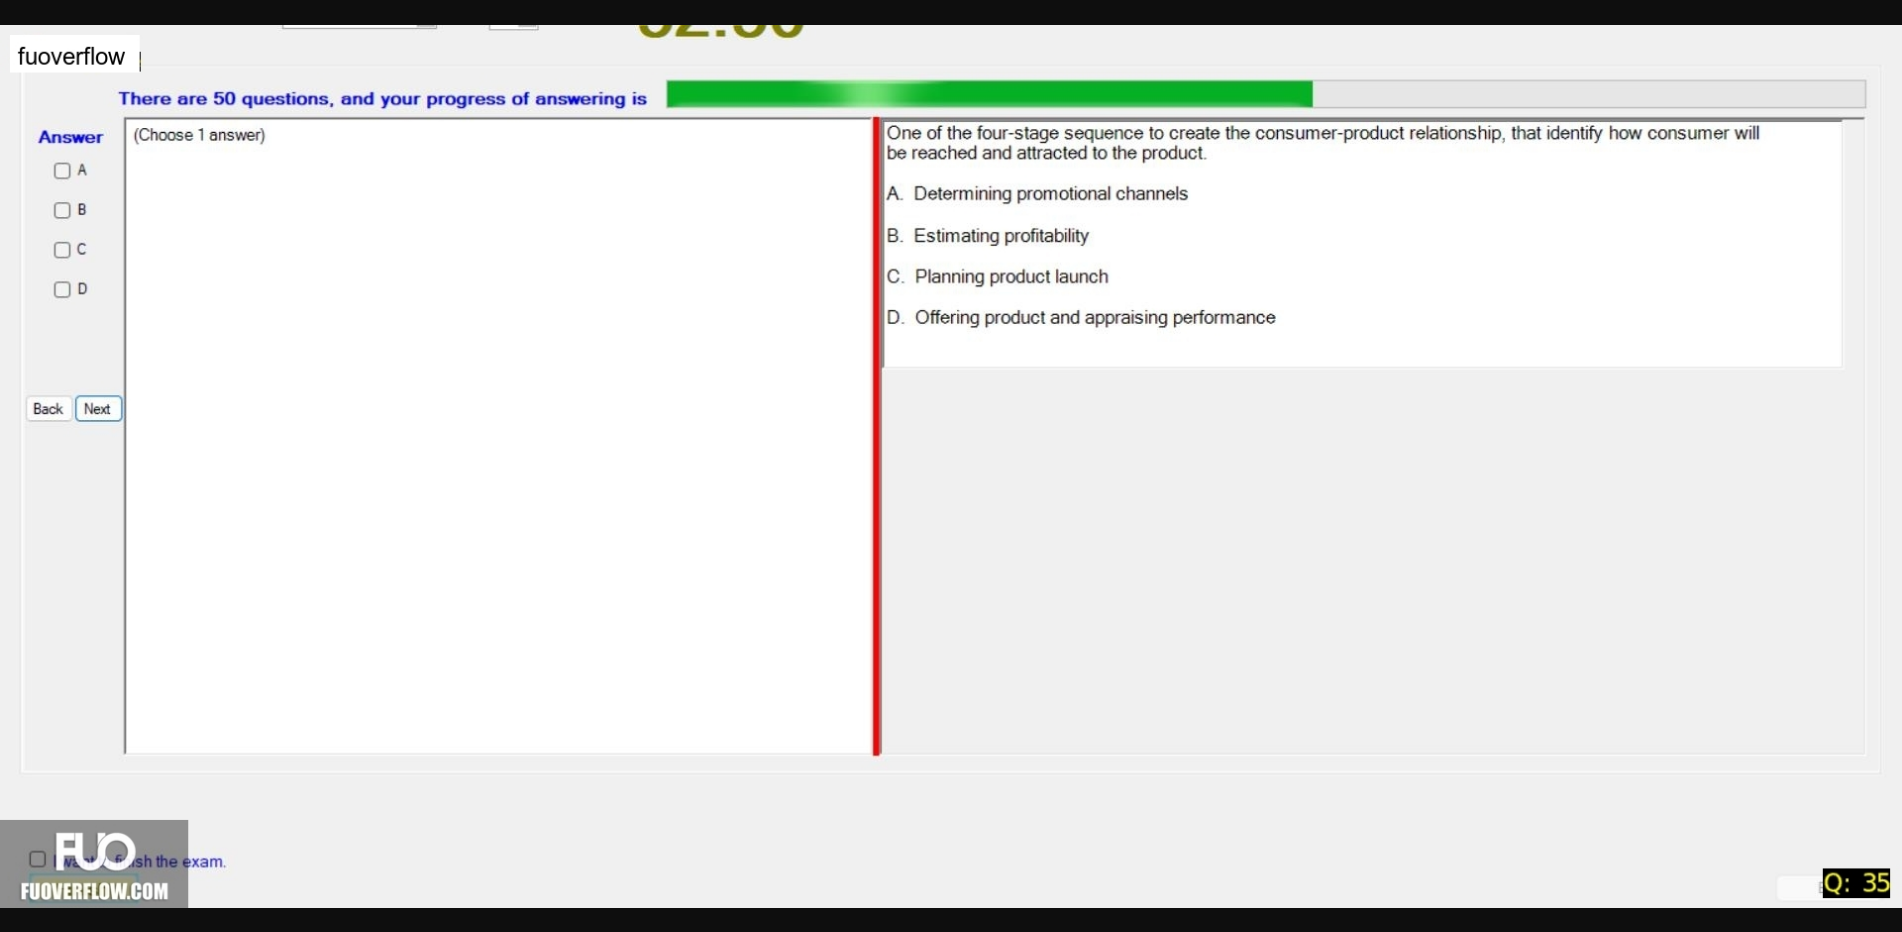 fuoverflow
There are 50 questions, and your progress of answering is
Answer
(Choose 1 answer)
A
B
C
D
Back Next
One of the four-stage sequence to create the consumer-product relationship, that identify how consumer will
be reached and attracted to the product.
A. Determining promotional channels
B. Estimating profitability
C. Planning product launch
D. Offering product and appraising performance
FUO
the exam.
FUOVERFLOW.COM
Q: 35